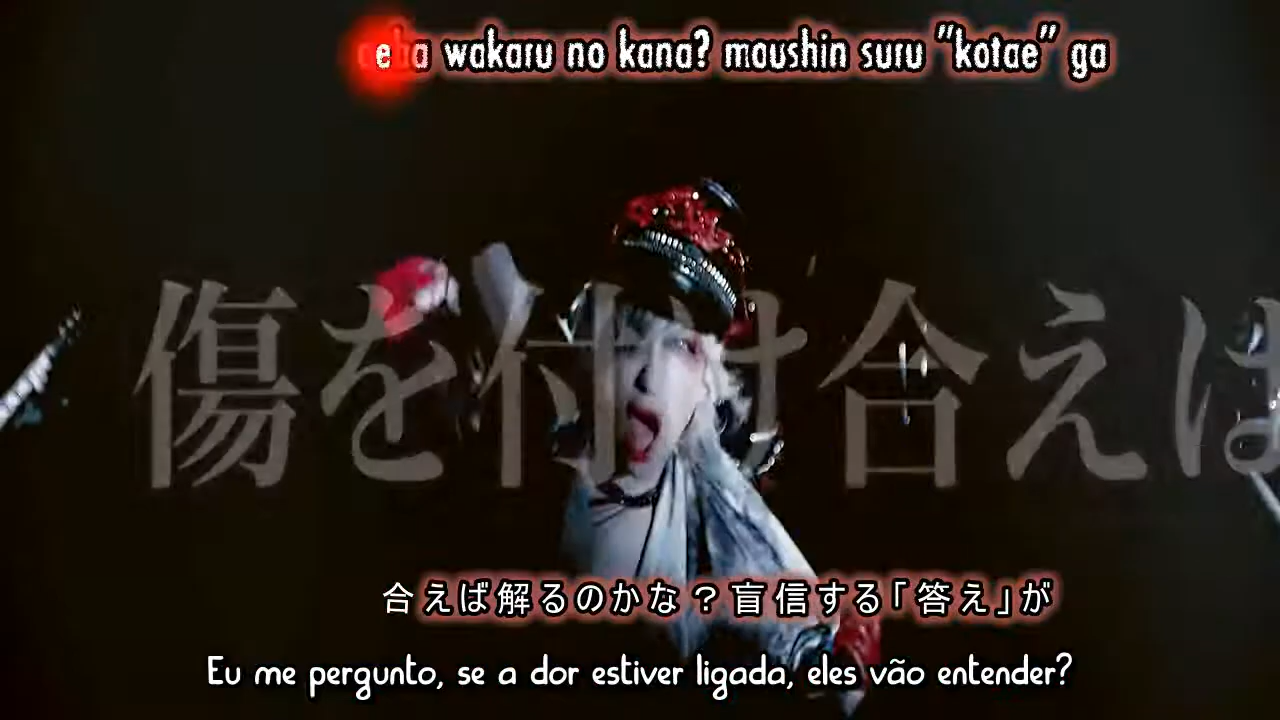 eba wakaru no kana? moushin suru "kotae" ga
傷を付け合えば
合えば解るのかな？盲信する「答え」が
Eu me pergunto, se a dor estiver ligada, eles vão entender?